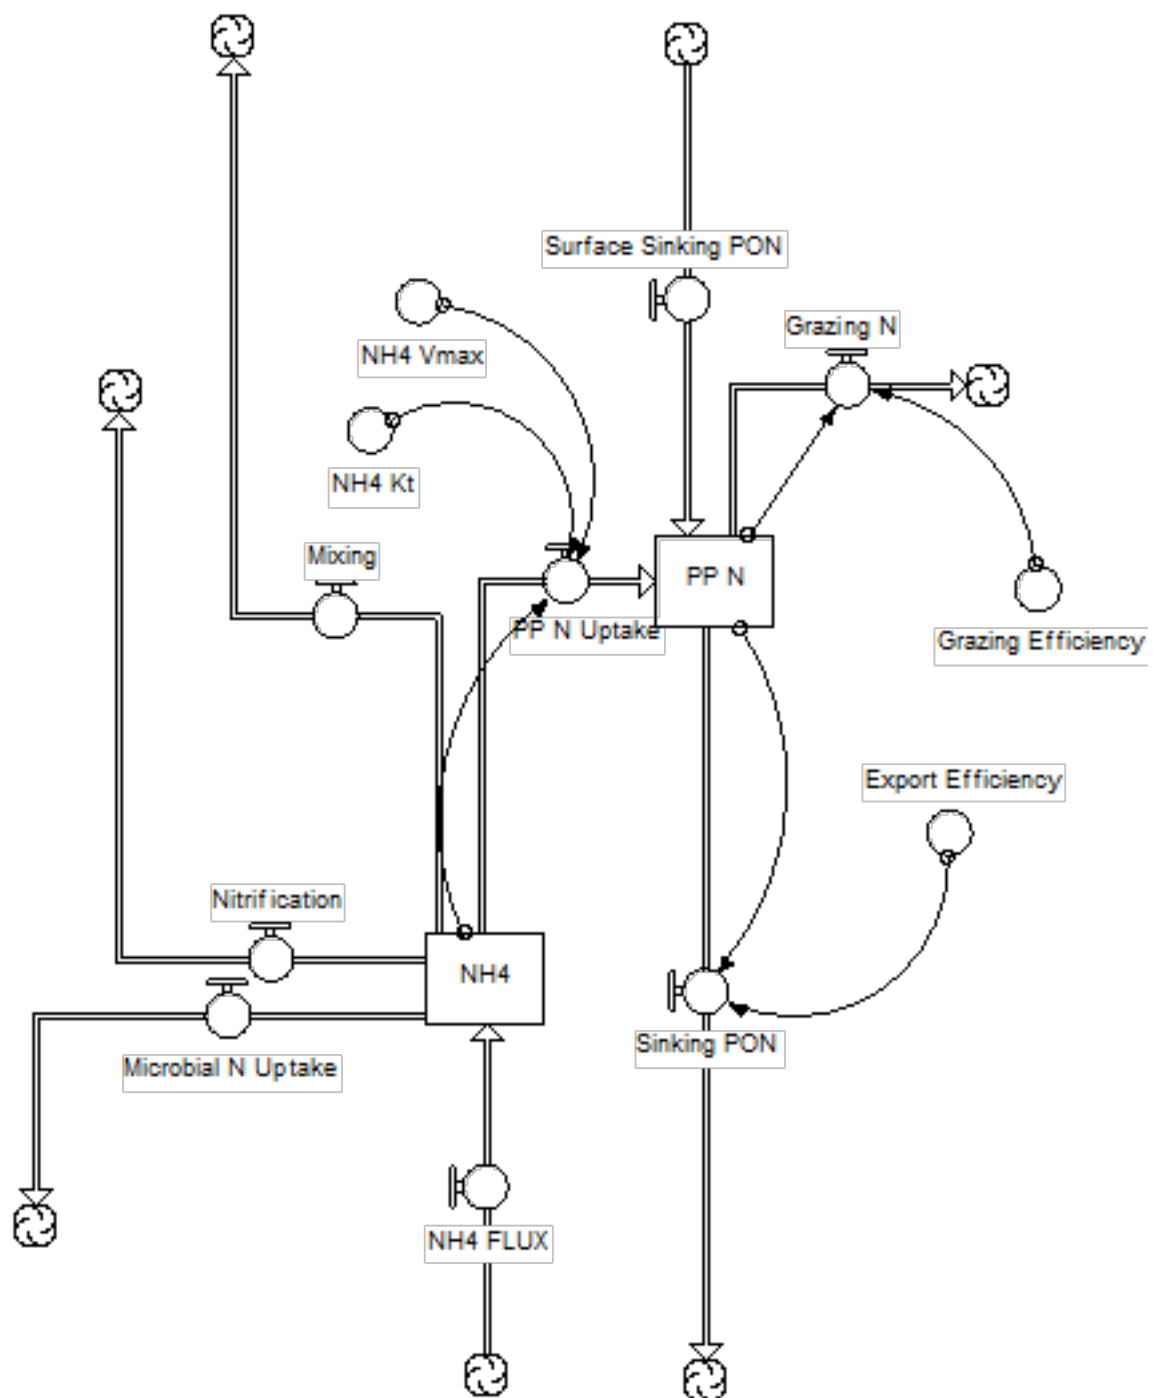 Surface Sinking PON
Grazing N
NH4 Vmax
NH4 Kt
Mixing
PP N
PP N Uptake
Grazing Efficiency
Export Efficiency
Nitrification
NH4
Sinking PON
Microbial N Uptake
NH4 FLUX